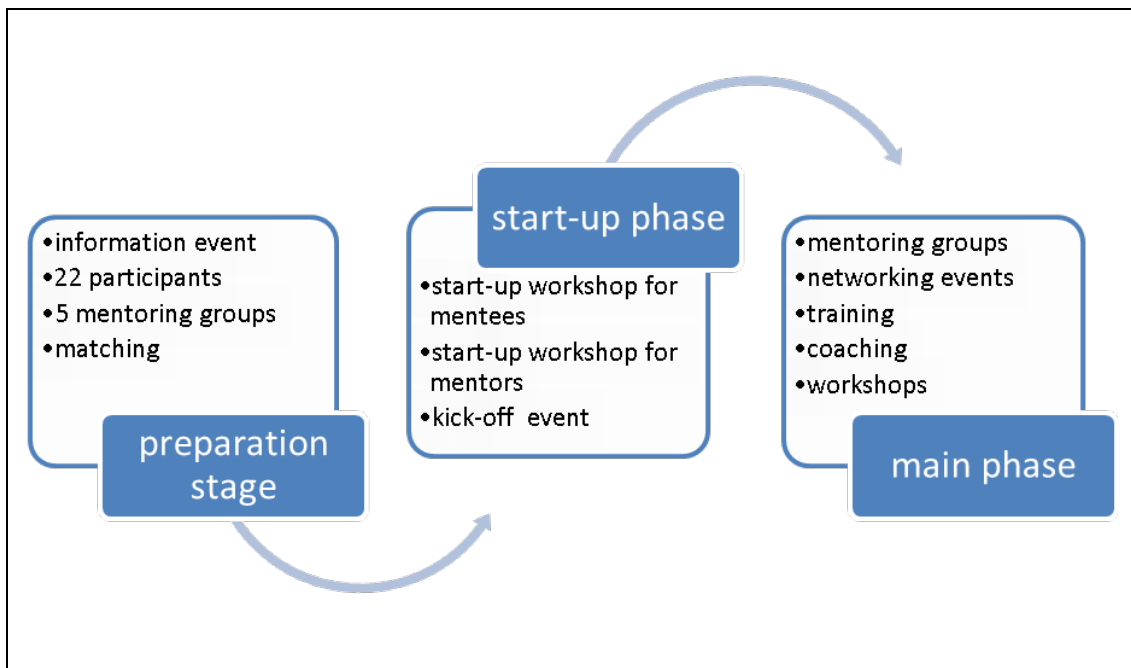 •information event
•22 participants
•5 mentoring groups
•matching
preparation
stage
start-up phase
•start-up workshop for
mentees
•start-up workshop for
mentors
•kick-off event
•mentoring groups
•networking events
•training
•coaching
•workshops
main phase